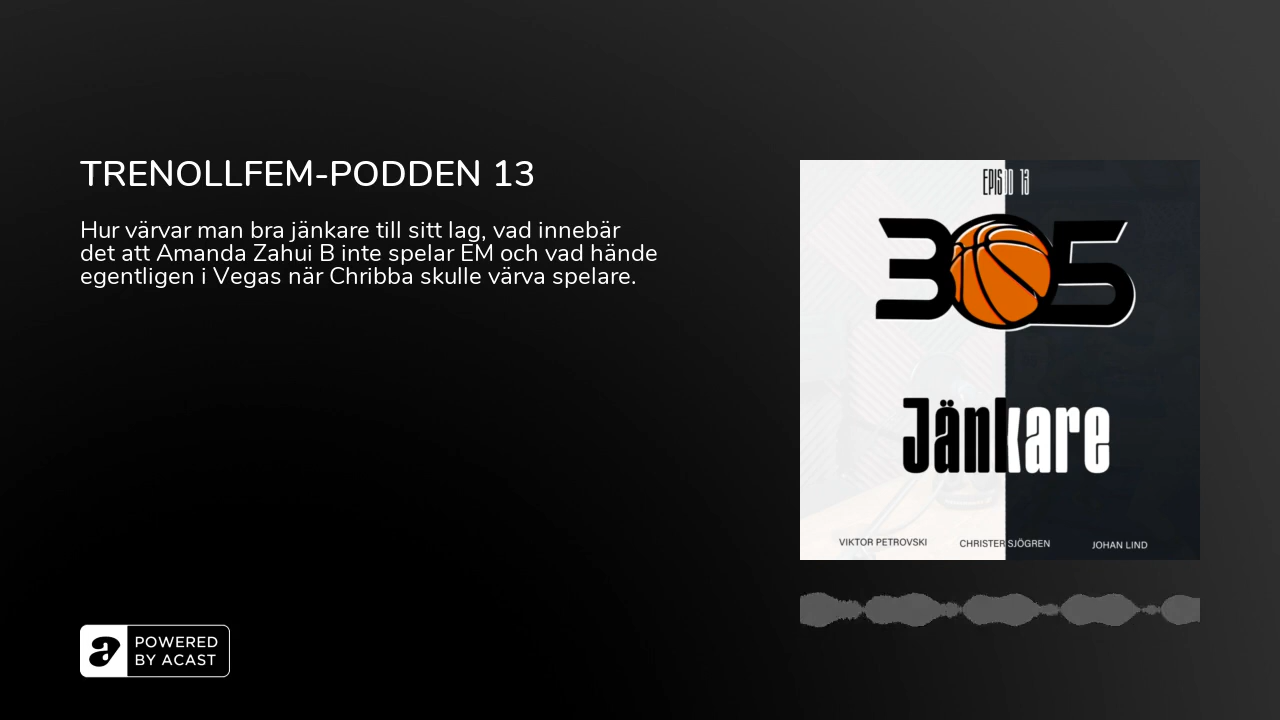 TRENOLLFEM-PODDEN 13
Hur värvar man bra jänkare till sitt lag, vad innebär
det att Amanda Zahui B inte spelar EM och vad hände
egentligen i Vegas när Chribba skulle värva spelare.
EPISOD 13
305
Jänkare
VIKTOR PETROVSKI
CHRISTER SJÖGREN
JOHAN LIND
a
POWERED
BY ACAST